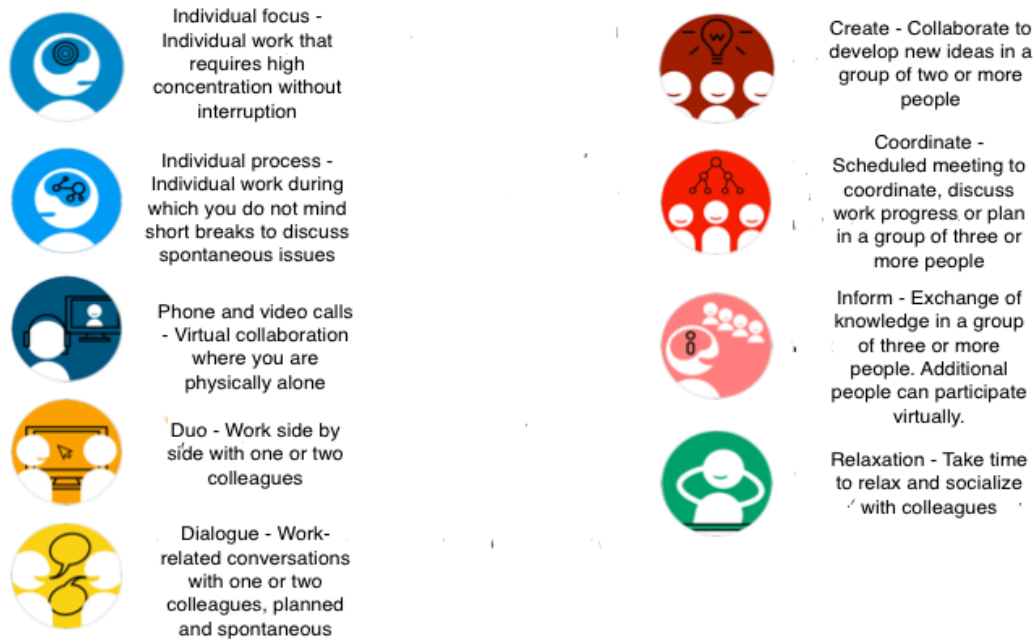 Individual focus -
Individual work that
requires high
concentration without
interruption
Individual process -
Individual work during
which you do not mind
short breaks to discuss
spontaneous issues
Phone and video calls
- Virtual collaboration
where you are
physically alone
Duo - Work side by
side with one or two
colleagues
Dialogue - Work-
related conversations
with one or two
colleagues, planned
and spontaneous
Create - Collaborate to
develop new ideas in a
group of two or more
people
Coordinate -
Scheduled meeting to
coordinate, discuss
work progress or plan
in a group of three or
more people
Inform - Exchange of
knowledge in a group
of three or more
people. Additional
people can participate
virtually.
Relaxation - Take time
to relax and socialize
with colleagues